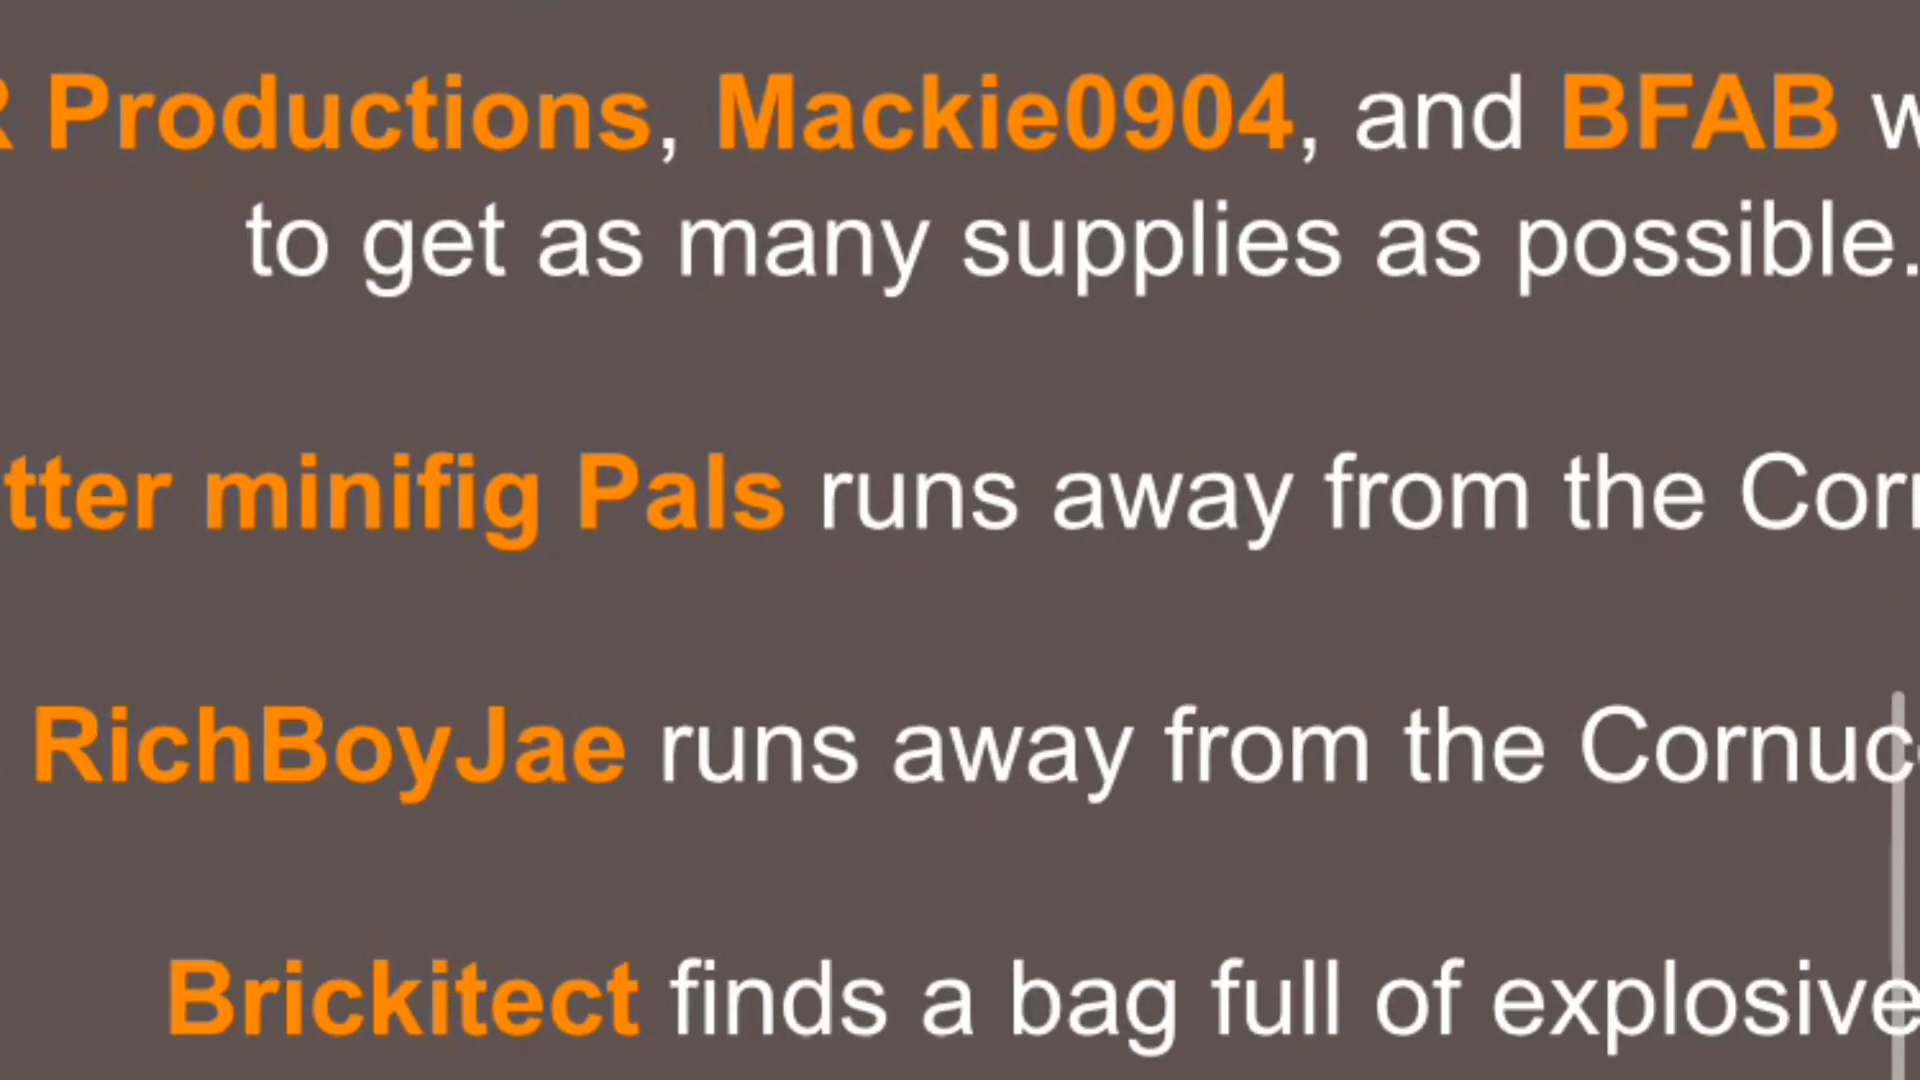 Productions, Mackie0904, and BFAB
to get as many supplies as possible.
minifig Pals runs away from the
RichBoyJae runs away from the
Brickitect finds a bag full of